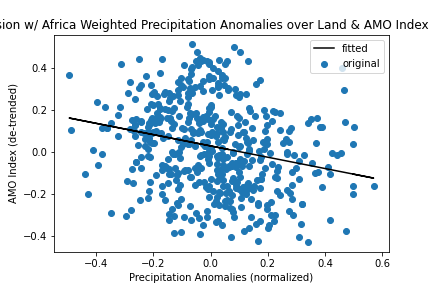 sion w/ Africa Weighted Precipitation Anomalies over Land & AMO Index
fitted
original
AMO Index (de-trended)
0.4
0.2
0.0
−0.2
−0.4
−0.4 −0.2 0.0 0.2 0.4 0.6
Precipitation Anomalies (normalized)